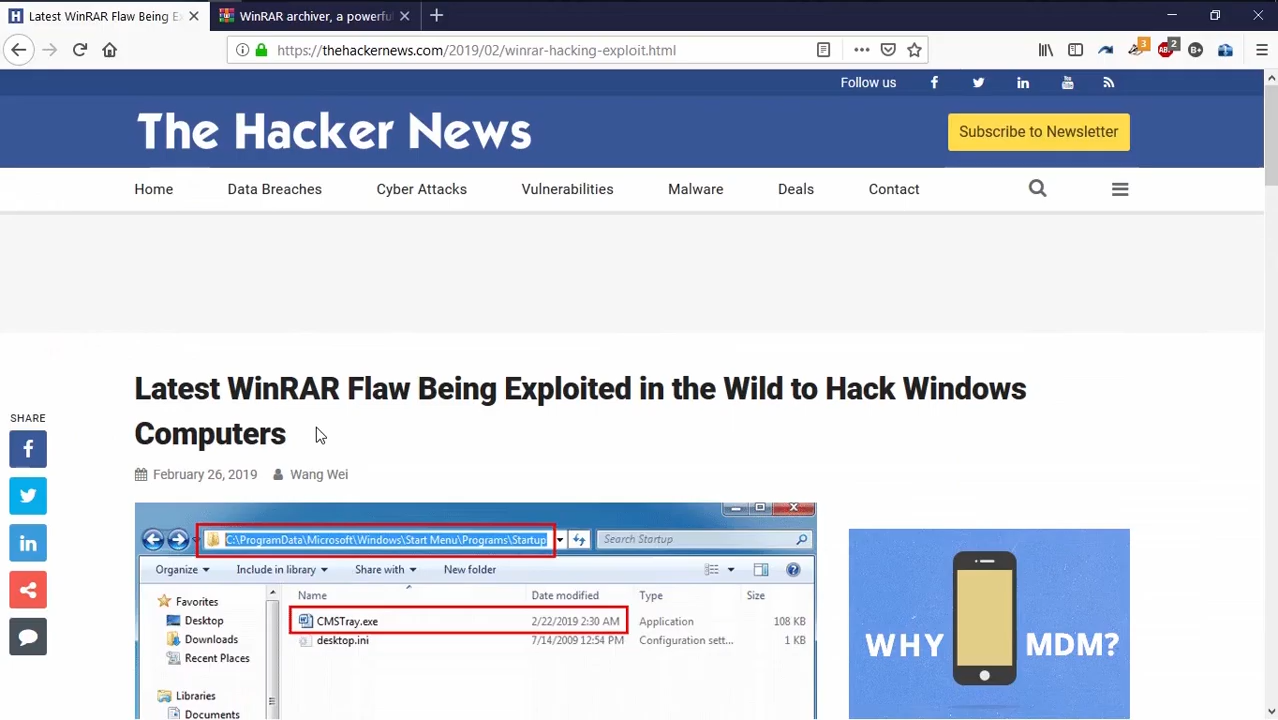 Latest WinRAR Flaw Being Ex
WinRAR archiver, a powerful
https://thehackernews.com/2019/02/winrar-hacking-exploit.html
3
2
Follow us
The Hacker News
Subscribe to Newsletter
Home Data Breaches Cyber Attacks Vulnerabilities Malware Deals Contact
Latest WinRAR Flaw Being Exploited in the Wild to Hack Windows
Computers
SHARE
February 26, 2019 Wang Wei
C:\ProgramData\Microsoft\Windows\Start Menu\Programs\Startup
Search Startup
Organize Include in library Share with New folder
Favorites
Desktop
Downloads
Recent Places
Libraries
Documents
Name Date modified Type Size
CMSTray.exe 2/22/2019 2:30 AM Application 108 KB
desktop.ini 7/14/2009 12:54 PM Configuration sett... 1 KB
WHY MDM?